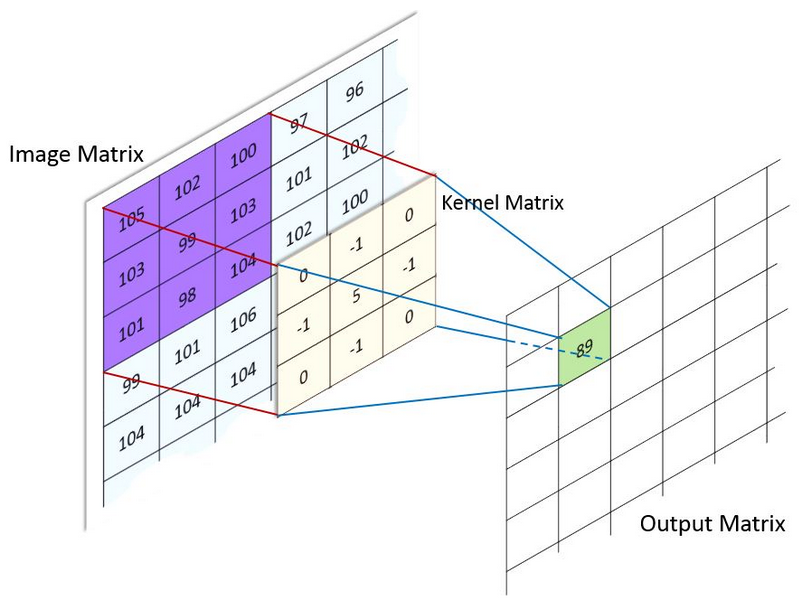 Image Matrix
105 102 100 97 96
103 99 103 101 102
101 98 104 102 100
99 101 106
104 104 104
Kernel Matrix
0 -1 0
-1 5 -1
0 -1 0
89
Output Matrix